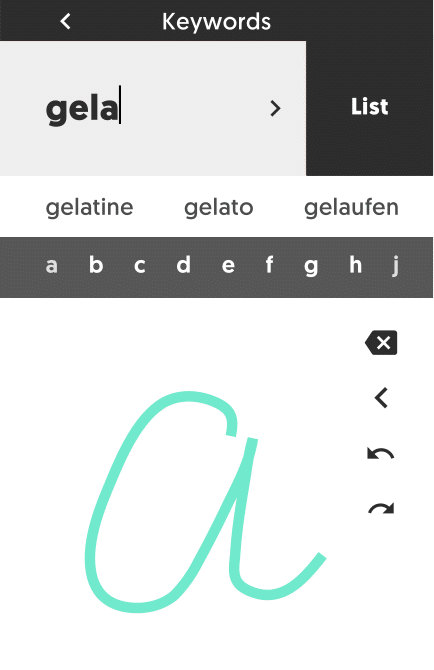 Keywords
gela
List
gelatine gelato gelaufen
a b c d e f g h j
a